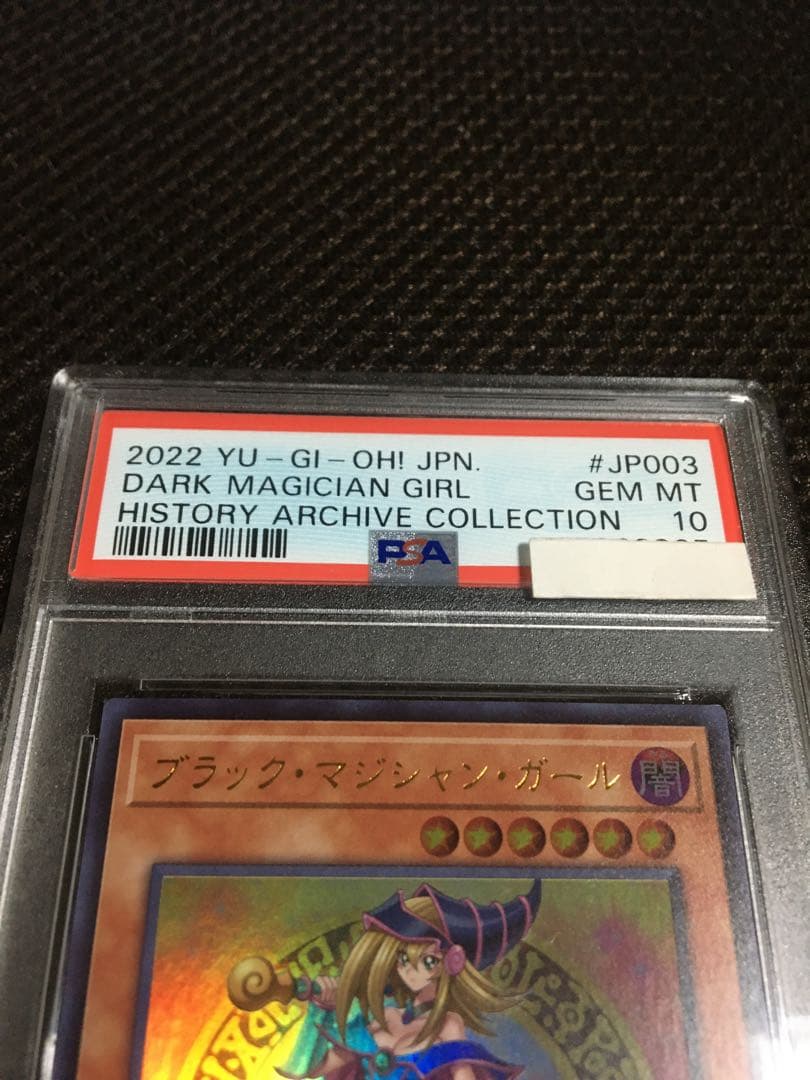 2022 YU-GI-OH! JPN. #JP003
DARK MAGICIAN GIRL GEM MT
HISTORY ARCHIVE COLLECTION 10
PSA
ブラック・マジシャン・ガール
闇